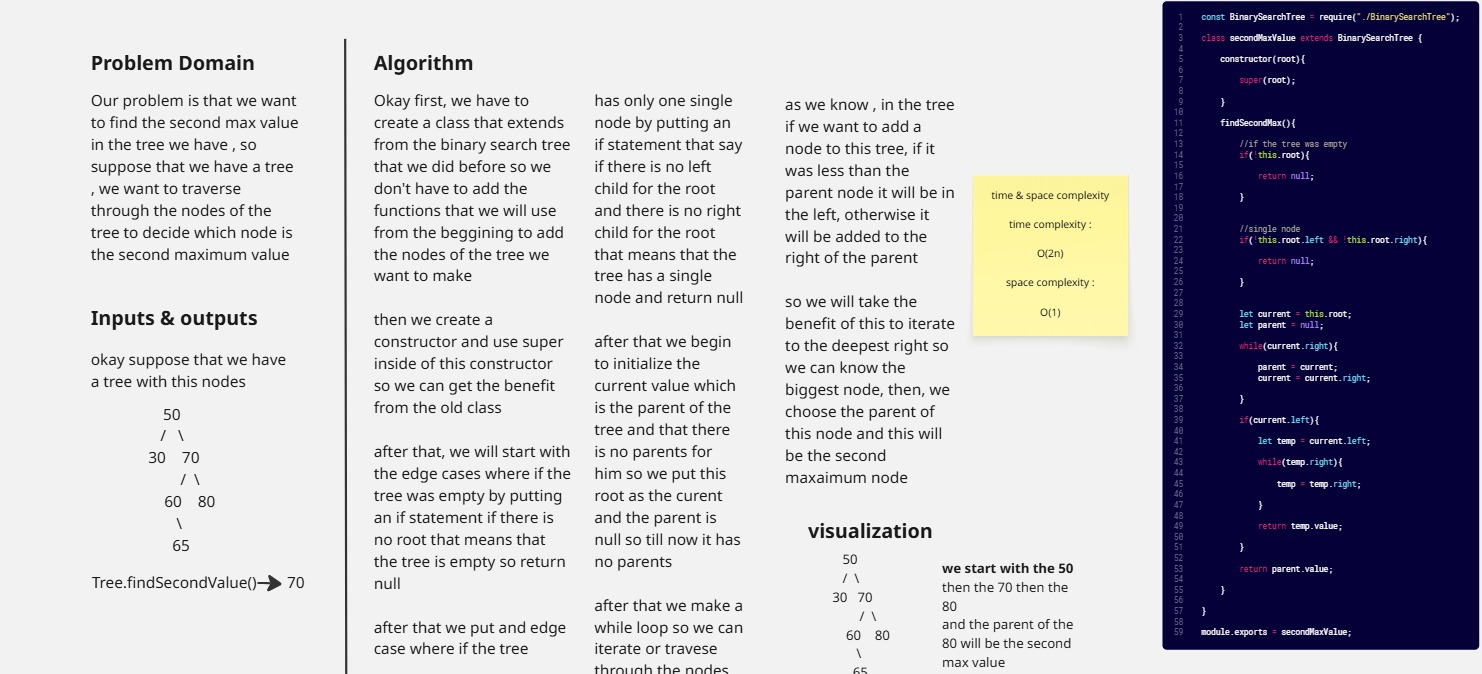 Problem Domain
Our problem is that we want
to find the second max value
in the tree we have , so
suppose that we have a tree
, we want to traverse
through the nodes of the
tree to decide which node is
the second maximum value
Inputs & outputs
okay suppose that we have
a tree with this nodes
50
/ \
30 70
/ \
60 80
\
65
Tree.findSecondValue() 70
Algorithm
Okay first, we have to
create a class that extends
from the binary search tree
that we did before so we
don't have to add the
functions that we will use
from the beggining to add
the nodes of the tree we
want to make
then we create a
constructor and use super
inside of this constructor
so we can get the benefit
from the old class
after that, we will start with
the edge cases where if the
tree was empty by putting
an if statement if there is
no root that means that
the tree is empty so return
null
after that we put and edge
case where if the tree
has only one single
node by putting an
if statement that say
if there is no left
child for the root
and there is no right
child for the root
that means that the
tree has a single
node and return null
after that we begin
to initialize the
current value which
is the parent of the
tree and that there
is no parents for
him so we put this
root as the curent
and the parent is
null so till now it has
no parents
after that we make a
while loop so we can
iterate or travese
through the nodes
as we know , in the tree
if we want to add a
node to this tree, if it
was less than the
parent node it will be in
the left, otherwise it
will be added to the
right of the parent
so we will take the
benefit of this to iterate
to the deepest right so
we can know the
biggest node, then, we
choose the parent of
this node and this will
be the second
maxaimum node
visualization
50
/ \
30 70
/ \
60 80
\
65
we start with the 50
then the 70 then the
80
and the parent of the
80 will be the second
max value
time & space complexity
time complexity :
O(2n)
space complexity :
O(1)
1 const BinarySearchTree = require("./BinarySearchTree");
2
3 class secondMaxValue extends BinarySearchTree {
4
5 constructor(root){
6
7 super(root);
8
9 }
10
11 findSecondMax(){
12
13 //if the tree was empty
14 if(!this.root){
15
16 return null;
17
18 }
19
20
21 //single node
22 if(!this.root.left && !this.root.right){
23
24 return null;
25
26 }
27
28
29 let current = this.root;
30 let parent = null;
31
32 while(current.right){
33
34 parent = current;
35 current = current.right;
36
37 }
38
39 if(current.left){
40
41 let temp = current.left;
42
43 while(temp.right){
44
45 temp = temp.right;
46
47 }
48
49 return temp.value;
50
51 }
52
53 return parent.value;
54
55 }
56
57 }
58
59 module.exports = secondMaxValue;